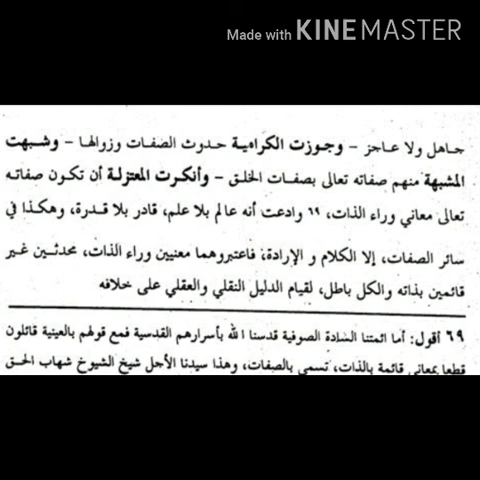 Made with KINEMASTER
جاهل ولا عاجز - وجوزت الكرامية حدوث الصفات وزوالها - وشبهت
المشبهة منهم صفاته تعالى بصفات الخلق - وأنكرت المعتزلة أن تكون صفاته
تعالى معاني وراء الذات، ٦٩ وادعت أنه عالم بلا علم، قادر بلا قدرة، وهكذا في
سائر الصفات، إلا الكلام و الإرادة، فاعتبروهما معنيين وراء الذات، محدثين غير
قائمين بذاته والكل باطل، لقيام الدليل النقلي والعقلي على خلافه
٦٩ أقول: أما ائمتنا السادة الصوفية قدسنا الله بأسرارهم القدسية فمع قولهم بالعينية قائلون
قطعا بمعاني قائمة بالذات، تسمى بالصفات، وهذا سيدنا الأجل شيخ الشيوخ شهاب الحق